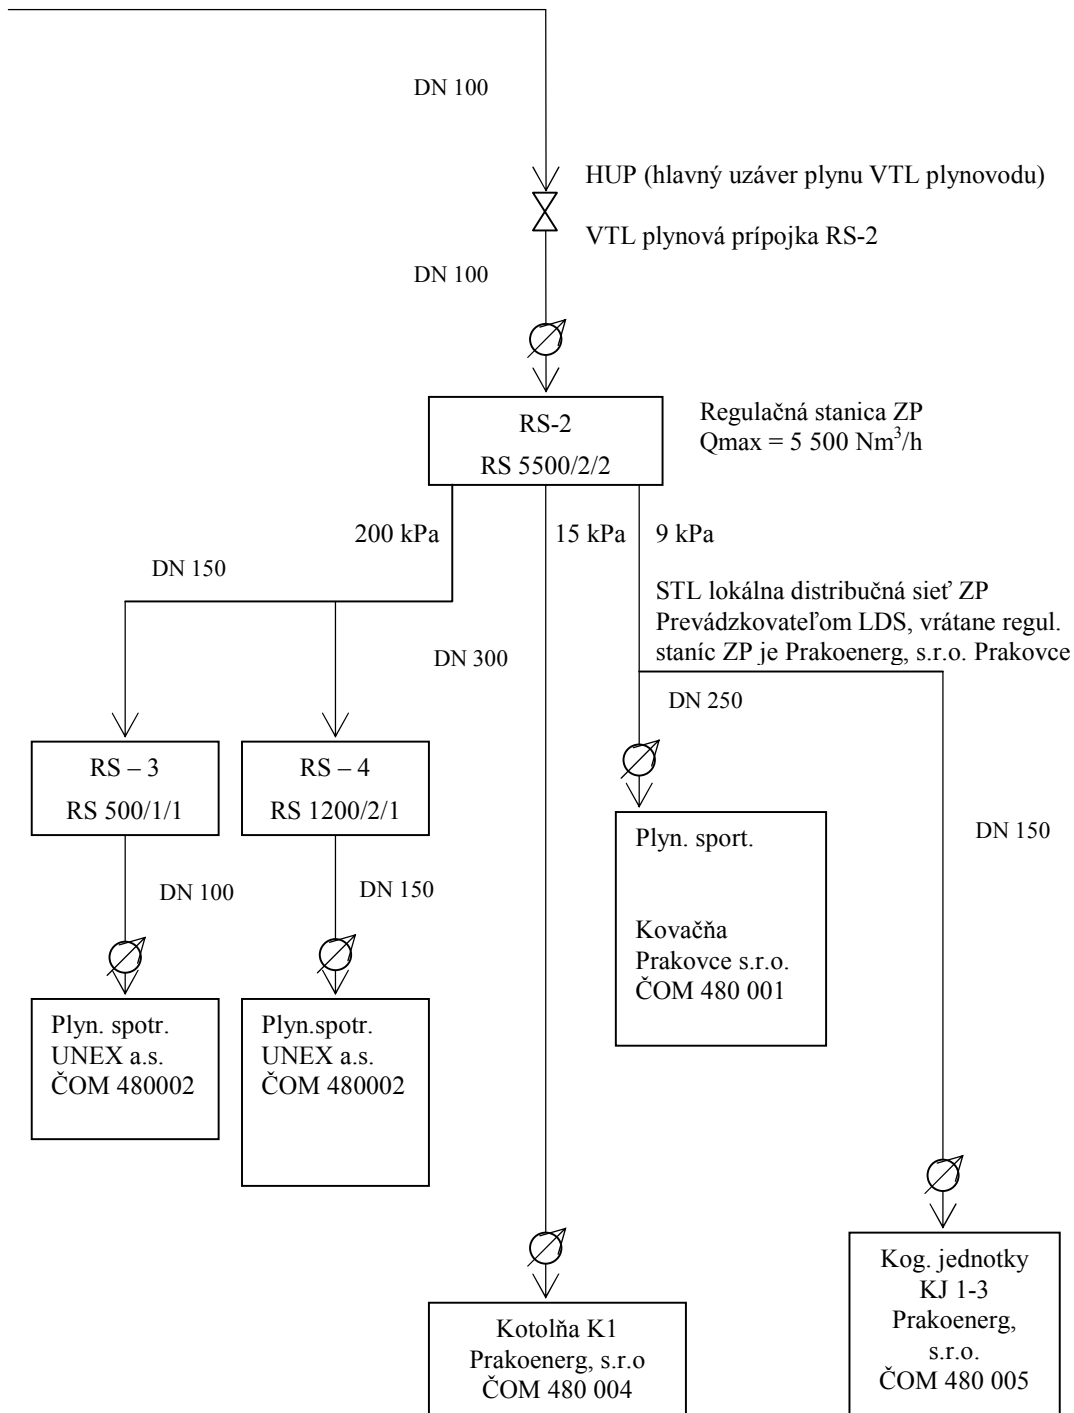 DN 100
HUP (hlavný uzáver plynu VTL plynovodu)
VTL plynová prípojka RS-2
DN 100
RS-2
RS 5500/2/2
Regulačná stanica ZP
Qmax = 5 500 Nm³/h
200 kPa
15 kPa
9 kPa
DN 150
STL lokálna distribučná sieť ZP
Prevádzkovateľom LDS, vrátane regul.
staníc ZP je Prakoenerg, s.r.o. Prakovce
DN 300
DN 250
RS – 3
RS 500/1/1
RS – 4
RS 1200/2/1
DN 150
Plyn. sport.
Kovačňa
Prakovce s.r.o.
ČOM 480 001
DN 100
DN 150
Plyn. spotr.
UNEX a.s.
ČOM 480002
Plyn.spotr.
UNEX a.s.
ČOM 480002
Kotolňa K1
Prakoenerg, s.r.o
ČOM 480 004
Kog. jednotky
KJ 1-3
Prakoenerg,
s.r.o.
ČOM 480 005